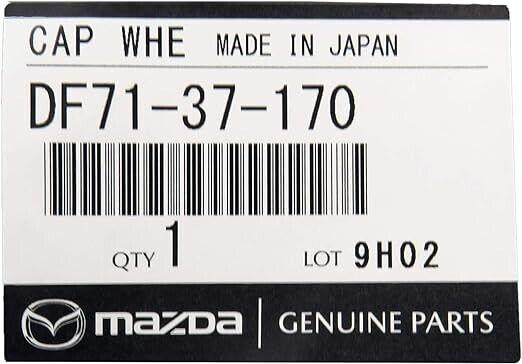 CAP WHE MADE IN JAPAN
DF71-37-170
QTY 1 LOT 9H02
mazda GENUINE PARTS